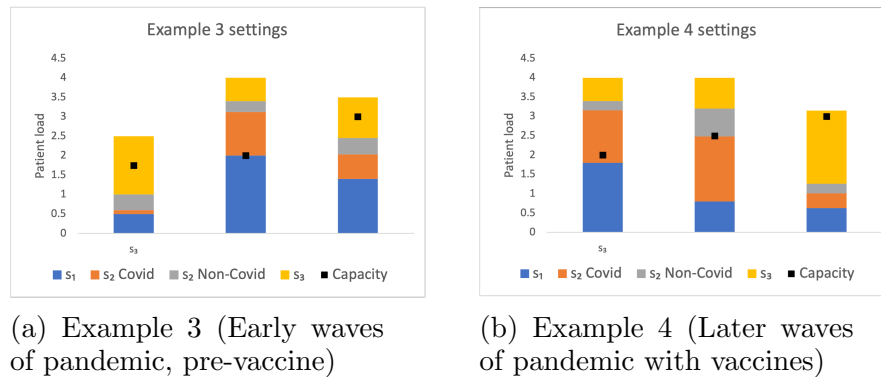 Example 3 settings
4.5
4
3.5
3
2.5
2
1.5
1
0.5
0
Patient load
s₃
s₁ s₂ Covid s₂ Non-Covid s₃ Capacity
(a) Example 3 (Early waves
of pandemic, pre-vaccine)
Example 4 settings
4.5
4
3.5
3
2.5
2
1.5
1
0.5
0
Patient load
s₃
s₁ s₂ Covid s₂ Non-Covid s₃ Capacity
(b) Example 4 (Later waves
of pandemic with vaccines)